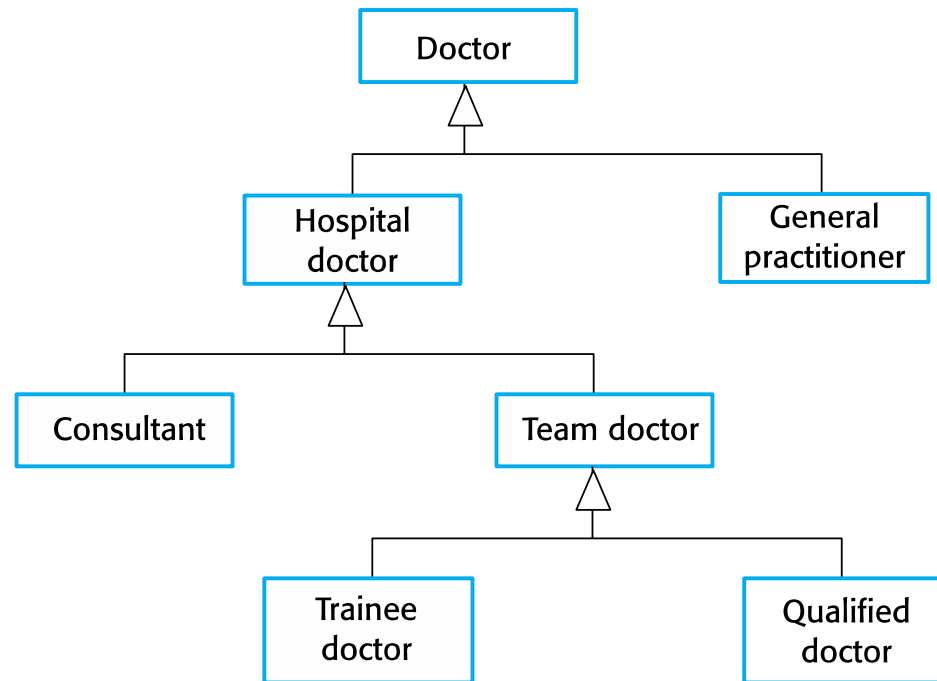 Doctor
Hospital
doctor
General
practitioner
Consultant
Team doctor
Trainee
doctor
Qualified
doctor